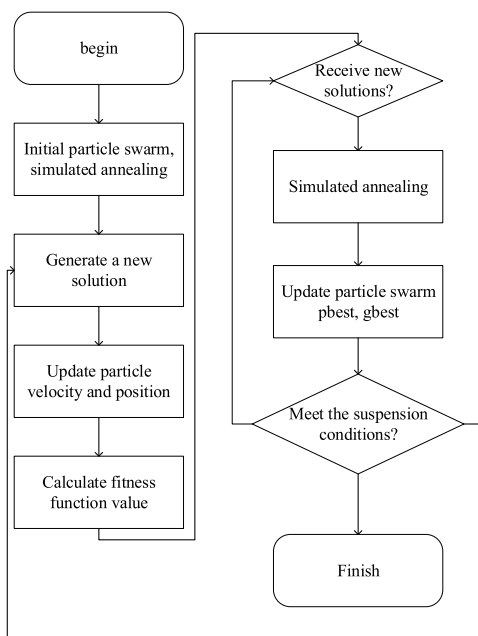 begin
Initial particle swarm,
simulated annealing
Generate a new
solution
Update particle
velocity and position
Calculate fitness
function value
Receive new
solutions?
Simulated annealing
Update particle swarm
pbest, gbest
Meet the suspension
conditions?
Finish